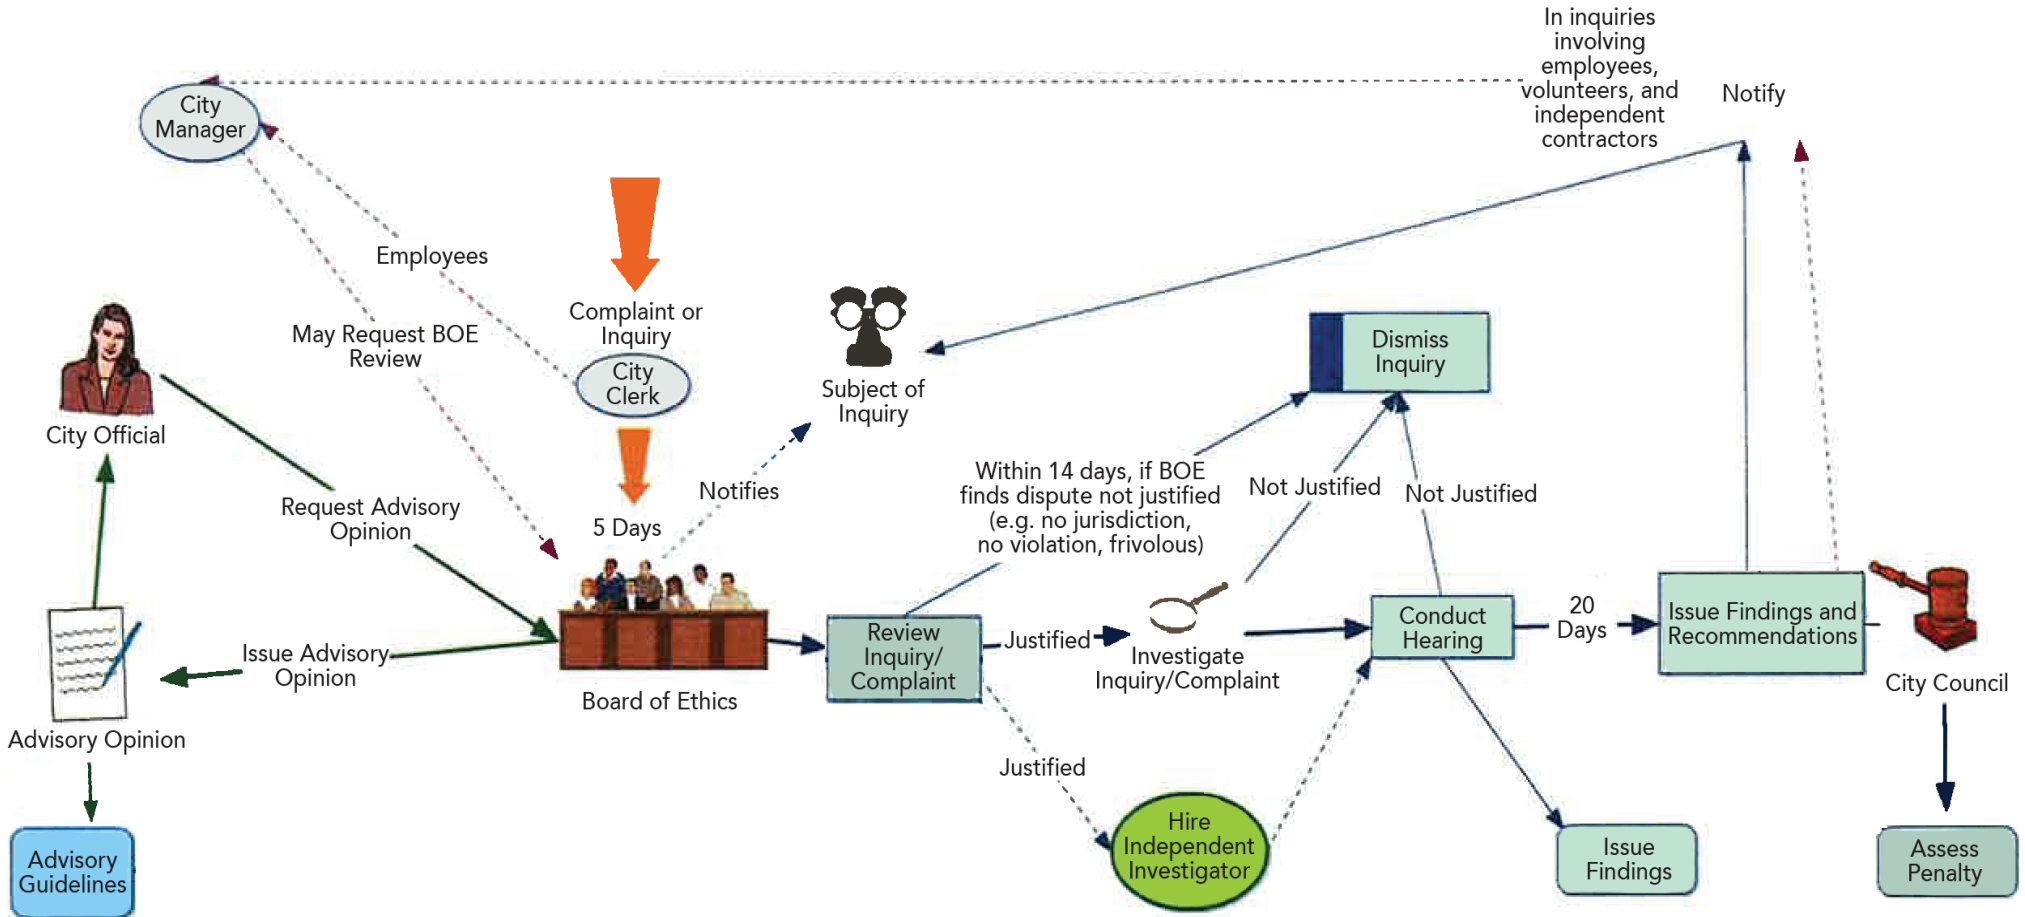 In inquiries
involving
employees,
volunteers, and
independent
contractors
Notify
City
Manager
Employees
Complaint or
Inquiry
City
Clerk
May Request BOE
Review
Subject of
Inquiry
Dismiss
Inquiry
City Official
Request Advisory
Opinion
5 Days
Notifies
Within 14 days, if BOE
finds dispute not justified
(e.g. no jurisdiction,
no violation, frivolous)
Not Justified
Not Justified
Issue Advisory
Opinion
Board of Ethics
Review
Inquiry/
Complaint
Justified
Investigate
Inquiry/Complaint
Conduct
Hearing
20
Days
Issue Findings and
Recommendations
City Council
Advisory Opinion
Justified
Hire
Independent
Investigator
Issue
Findings
Assess
Penalty
Advisory
Guidelines